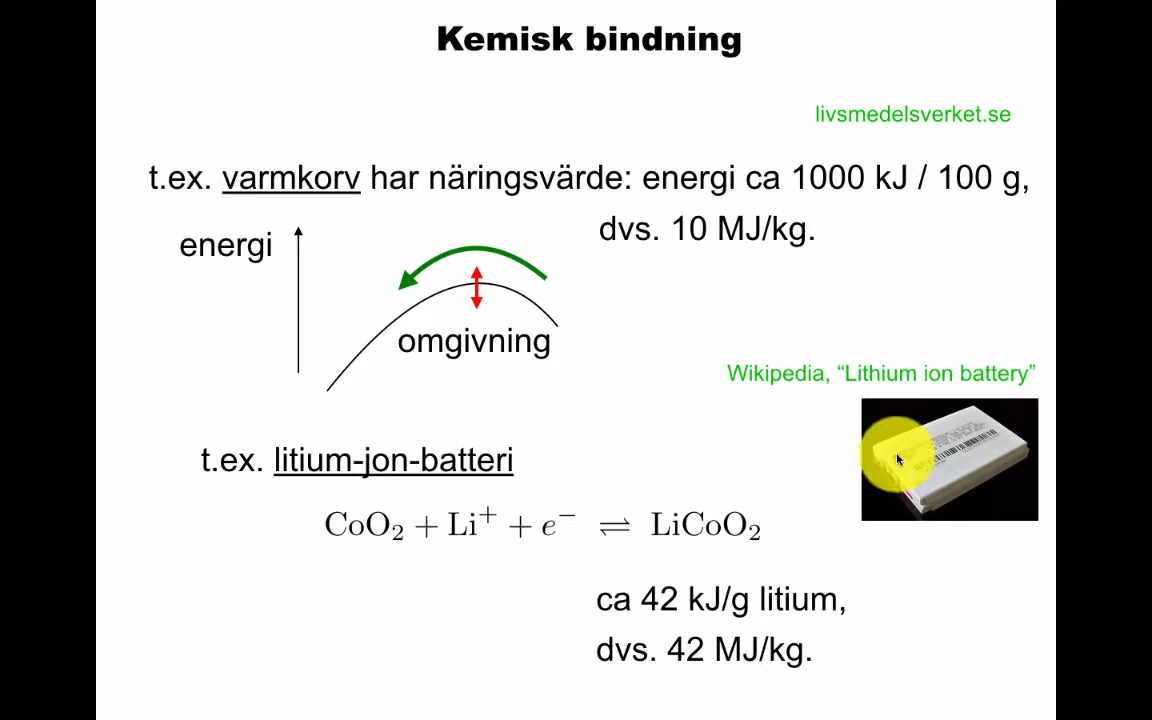 Kemisk bindning
livsmedelsverket.se
t.ex. varmkorv har näringsvärde: energi ca 1000 kJ / 100 g,
dvs. 10 MJ/kg.
energi
omgivning
Wikipedia, “Lithium ion battery”
t.ex. litium-jon-batteri
CoO₂ + Li⁺ + e⁻ ⇌ LiCoO₂
ca 42 kJ/g litium,
dvs. 42 MJ/kg.